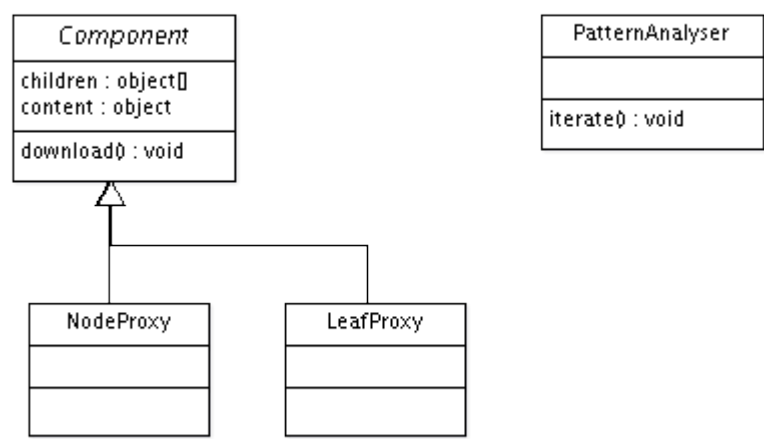 Component
children : object[]
content : object
download() : void
PatternAnalyser
iterate() : void
NodeProxy
LeafProxy